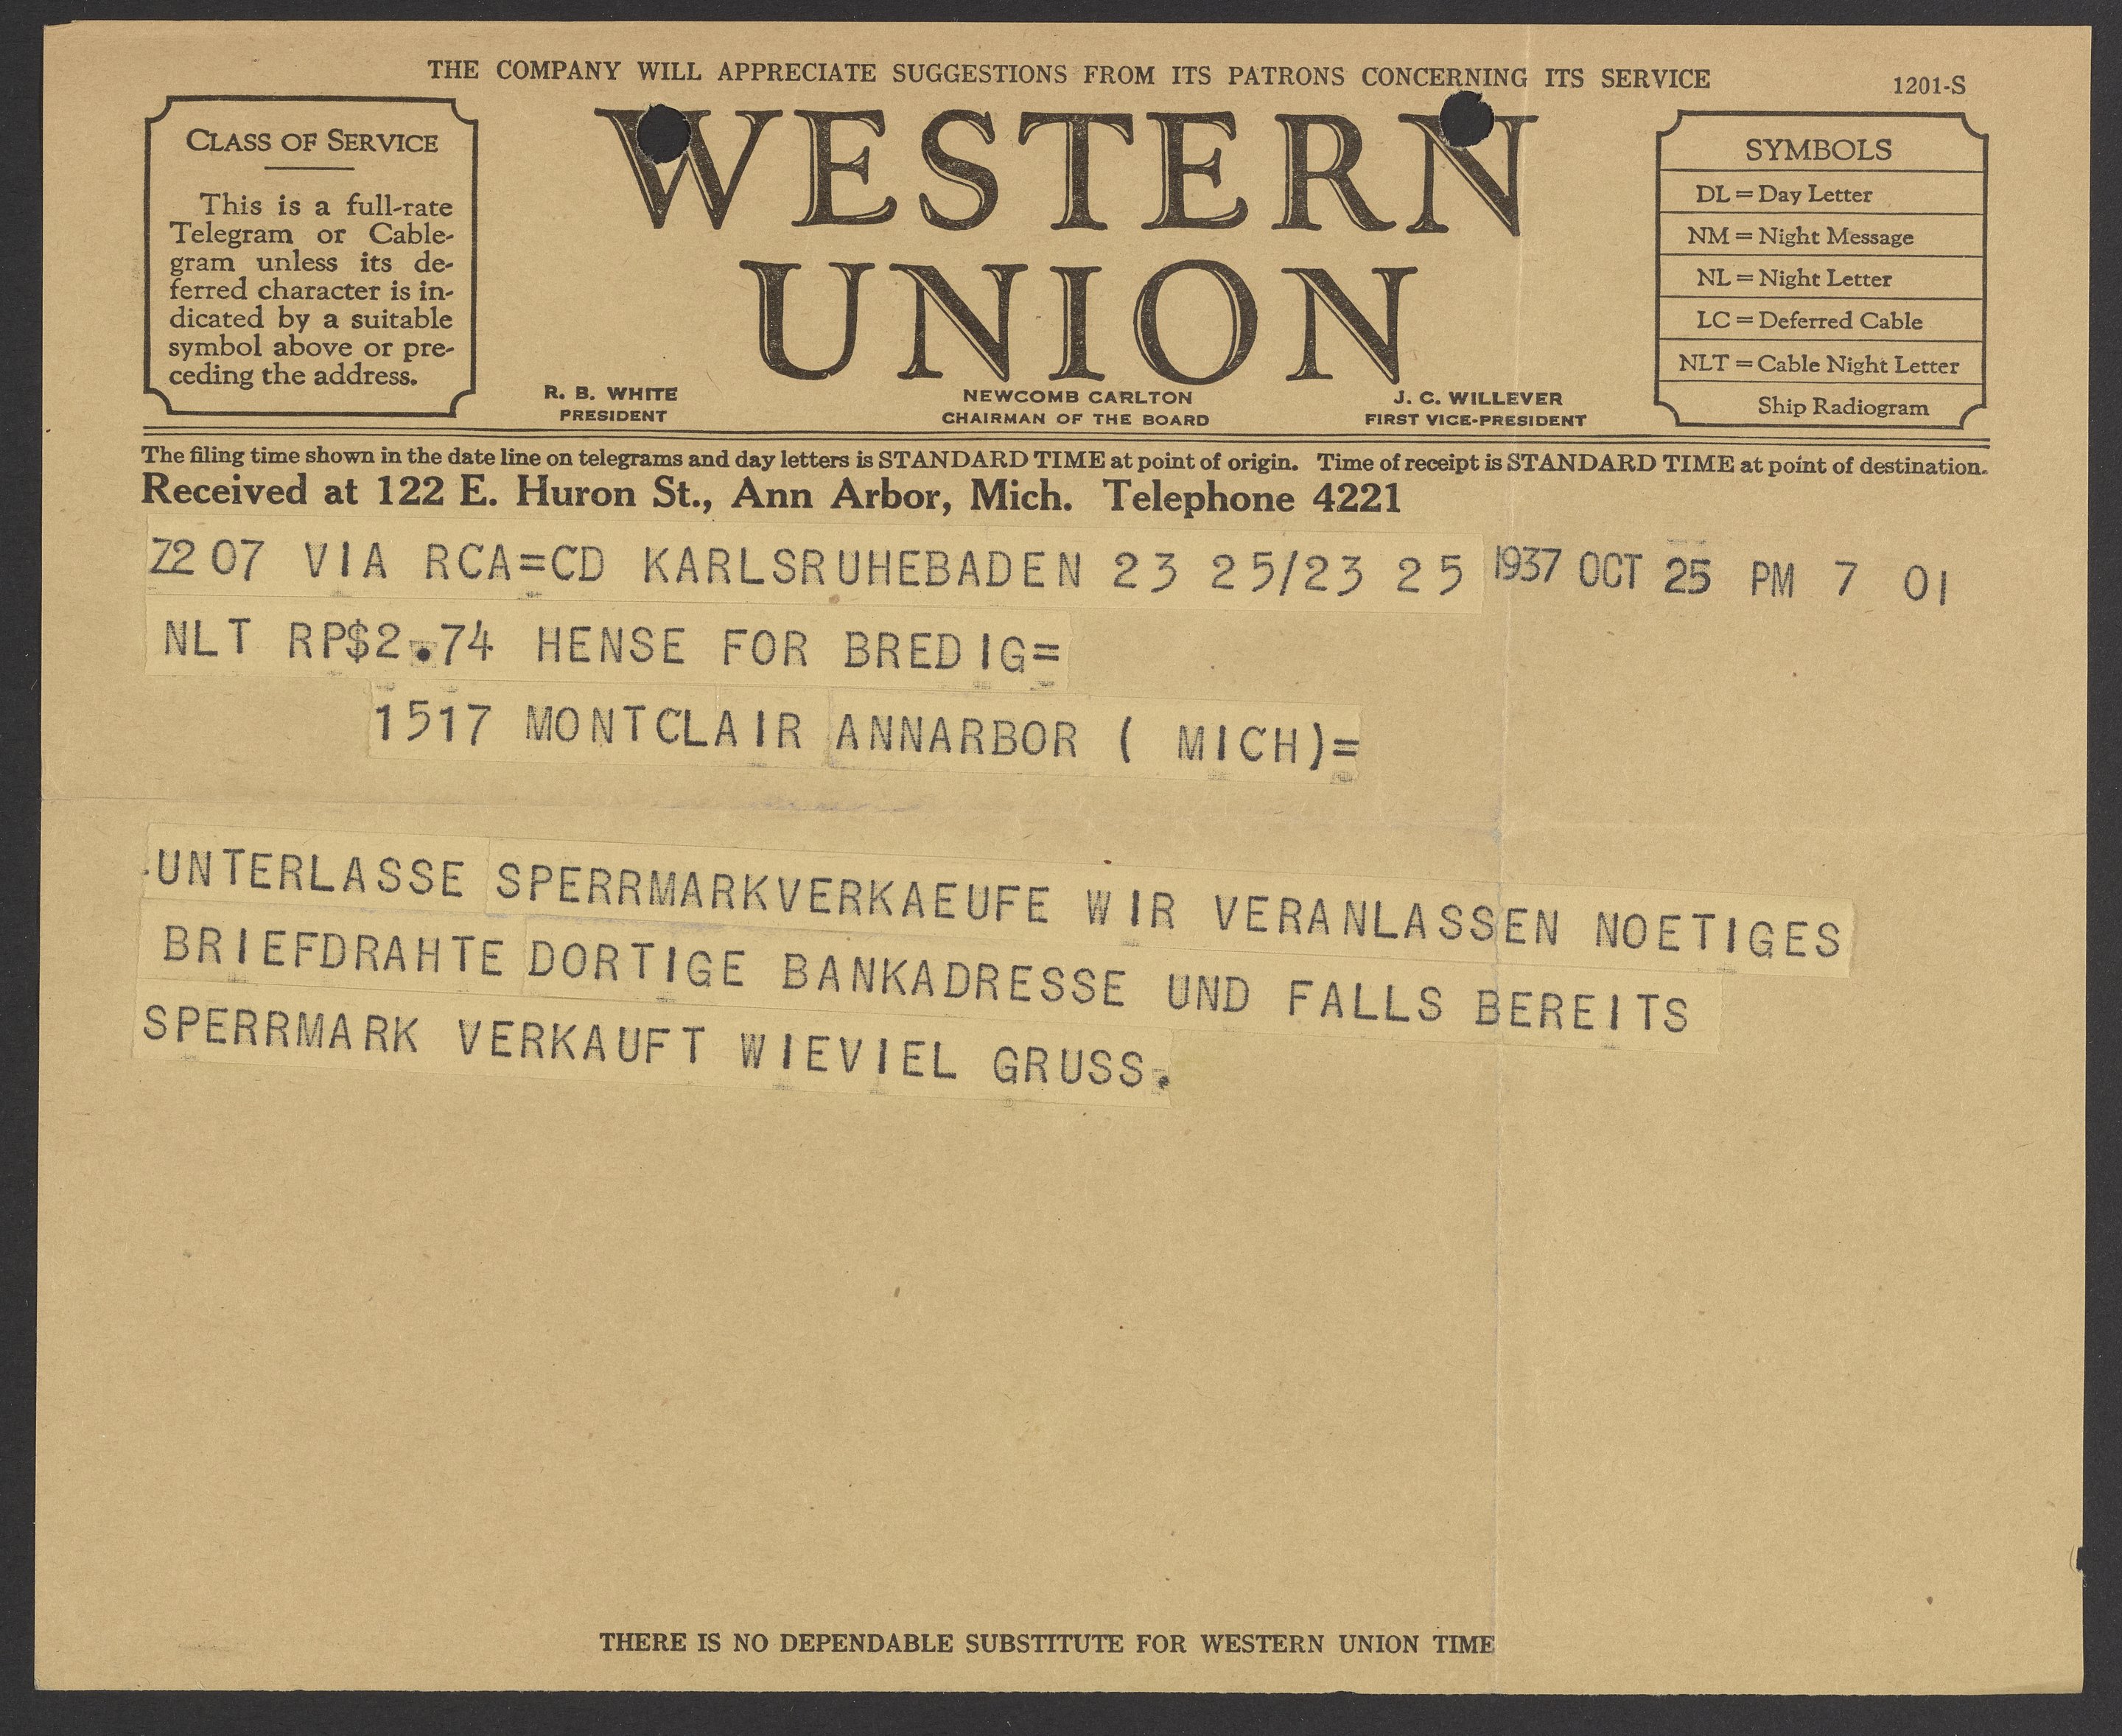 THE COMPANY WILL APPRECIATE SUGGESTIONS FROM ITS PATRONS CONCERNING ITS SERVICE
1201-S
CLASS OF SERVICE
This is a full-rate
Telegram or Cable-
gram unless its de-
ferred character is in-
dicated by a suitable
symbol above or pre-
ceding the address.
WESTERN
UNION
R. B. WHITE
PRESIDENT
NEWCOMB CARLTON
CHAIRMAN OF THE BOARD
J. C. WILLEVER
FIRST VICE-PRESIDENT
SYMBOLS
DL = Day Letter
NM = Night Message
NL = Night Letter
LC = Deferred Cable
NLT = Cable Night Letter
Ship Radiogram
The filing time shown in the date line on telegrams and day letters is STANDARD TIME at point of origin. Time of receipt is STANDARD TIME at point of destination.
Received at 122 E. Huron St., Ann Arbor, Mich. Telephone 4221
Z207 VIA RCA=CD KARLSRUHEBADEN 23 25/23 25 1937 OCT 25 PM 7 01
NLT RP$2.74 HENSE FOR BREDIG=
1517 MONTCLAIR ANNARBOR ( MICH)=
UNTERLASSE SPERRMARKVERKAEUFE WIR VERANLASSEN NOETIGES
BRIEFDRAHTE DORTIGE BANKADRESSE UND FALLS BEREITS
SPERRMARK VERKAUFT WIEVIEL GRUSS.
THERE IS NO DEPENDABLE SUBSTITUTE FOR WESTERN UNION TIME